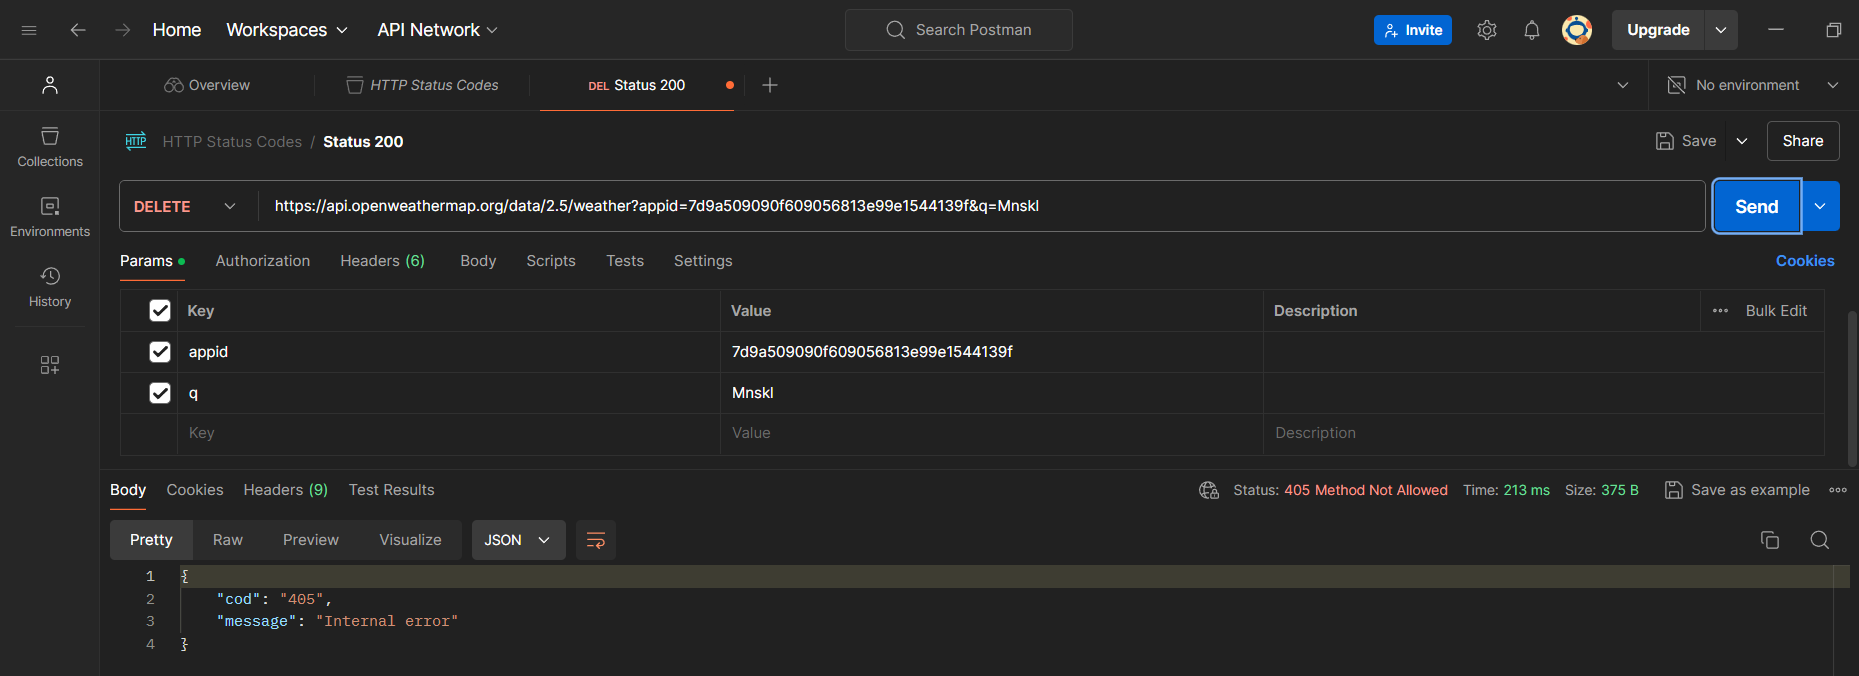 Home Workspaces API Network Search Postman Invite Upgrade
Overview HTTP Status Codes DEL Status 200 No environment
HTTP HTTP Status Codes / Status 200 Save Share
Collections
DELETE https://api.openweathermap.org/data/2.5/weather?appid=7d9a509090f609056813e99e1544139f&q=Mnskl Send
Environments
Params Authorization Headers (6) Body Scripts Tests Settings Cookies
History
Key Value Description Bulk Edit
appid 7d9a509090f609056813e99e1544139f
q Mnskl
Key Value Description
Body Cookies Headers (9) Test Results Status: 405 Method Not Allowed Time: 213 ms Size: 375 B Save as example
Pretty Raw Preview Visualize JSON
1 {
2 "cod": "405",
3 "message": "Internal error"
4 }